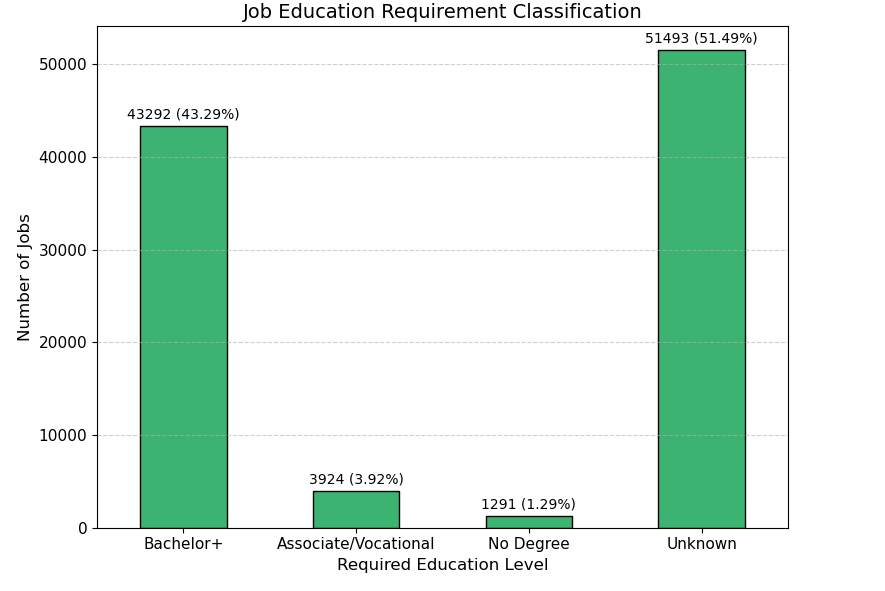 Job Education Requirement Classification
51493 (51.49%)
43292 (43.29%)
3924 (3.92%)
1291 (1.29%)
50000
40000
30000
20000
10000
0
Number of Jobs
Bachelor+
Associate/Vocational
No Degree
Unknown
Required Education Level